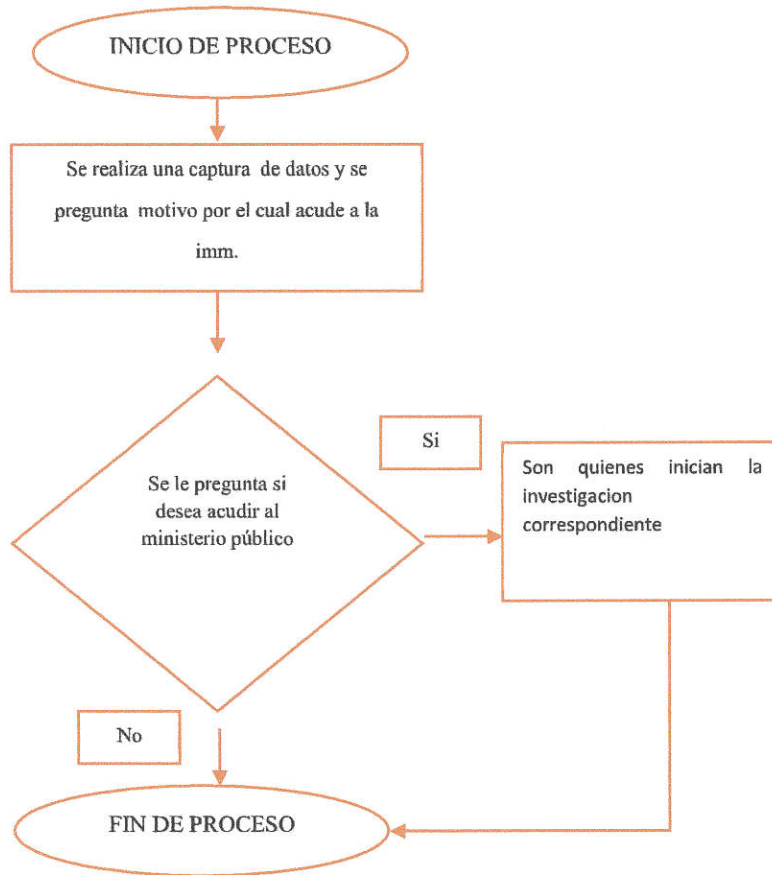 INICIO DE PROCESO
Se realiza una captura de datos y se
pregunta motivo por el cual acude a la
imm.
Si
Se le pregunta si
desea acudir al
ministerio público
Son quienes inician la
investigacion
correspondiente
No
FIN DE PROCESO